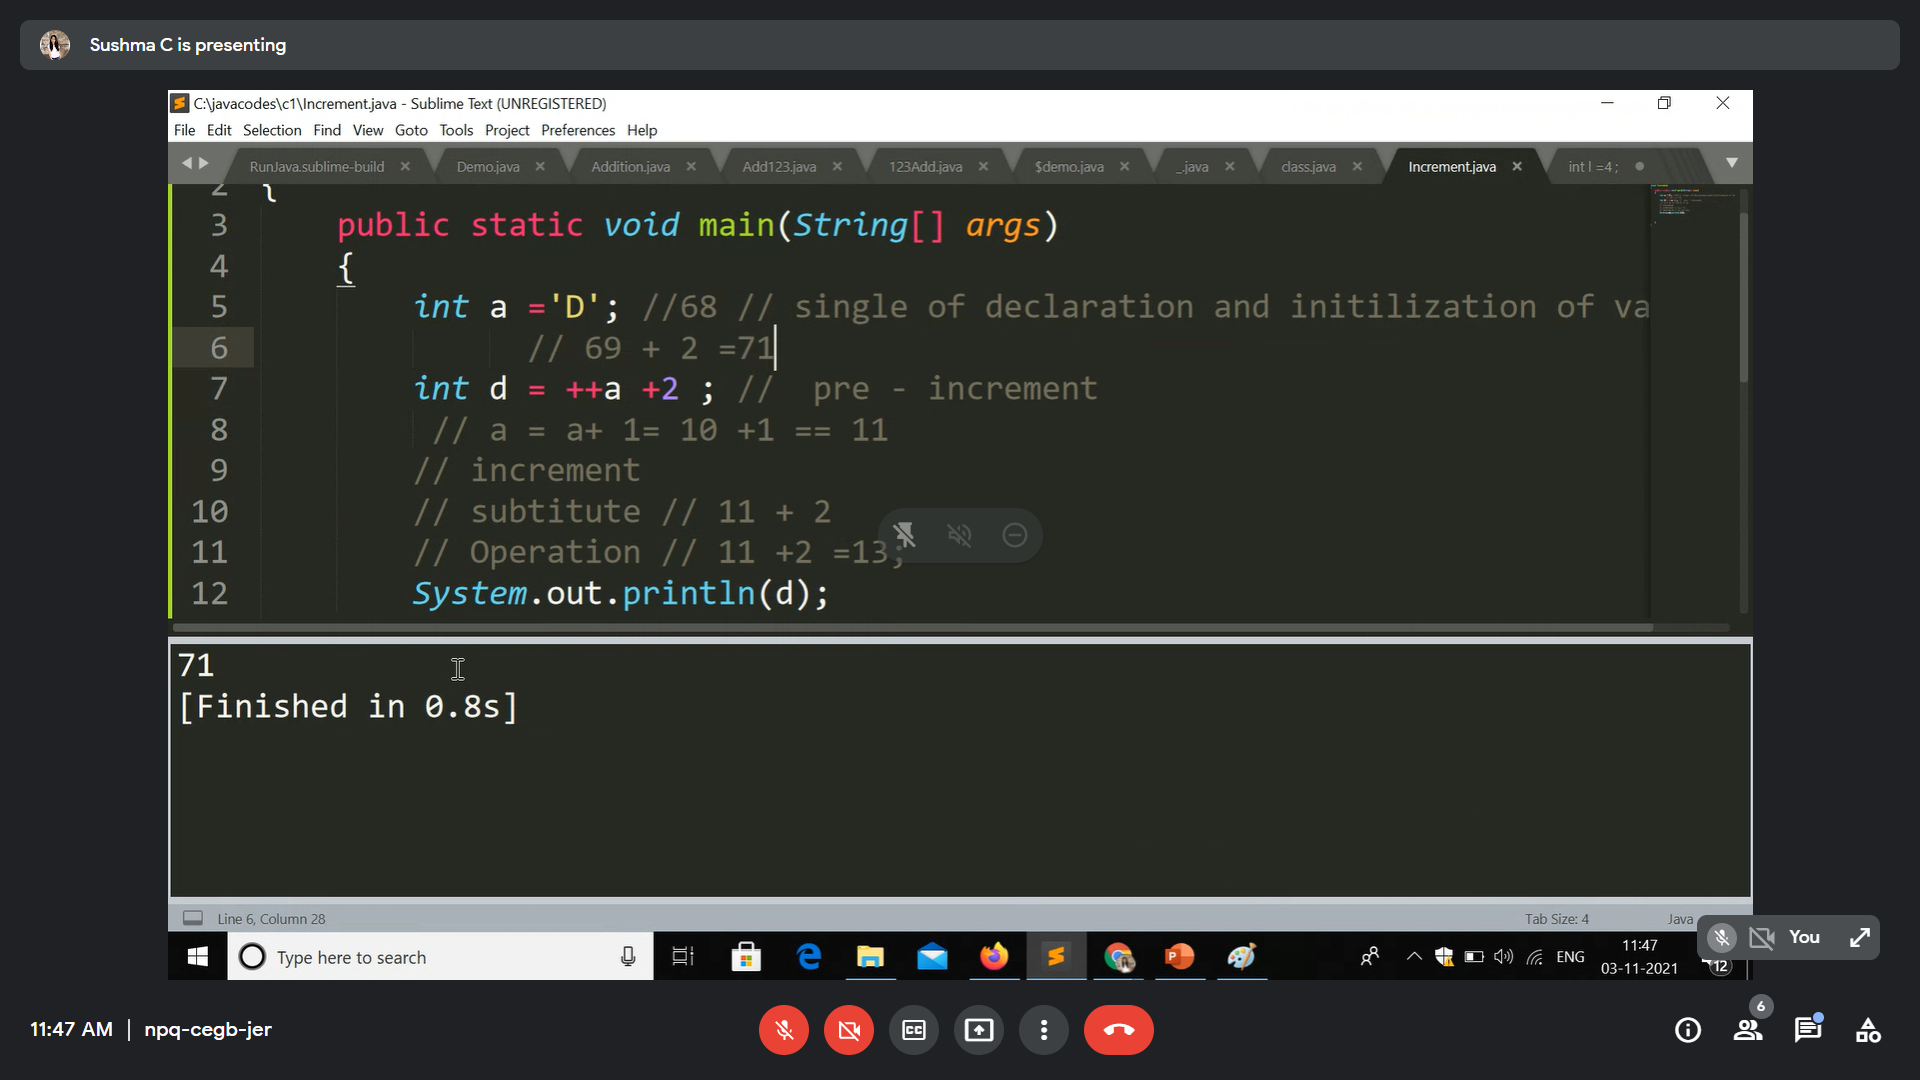 Sushma C is presenting
C:\javacodes\c1\Increment.java - Sublime Text (UNREGISTERED)
File Edit Selection Find View Goto Tools Project Preferences Help
RunJava.sublime-build Demo.java Addition.java Add123.java 123Add.java $demo.java _.java class.java Increment.java int l =4 ;
2 {
3 public static void main(String[] args)
4 {
5 int a ='D'; //68 // single of declaration and initilization of va
6 // 69 + 2 =71
7 int d = ++a +2 ; // pre - increment
8 // a = a+ 1= 10 +1 == 11
9 // increment
10 // subtitute // 11 + 2
11 // Operation // 11 +2 =13;
12 System.out.println(d);
71
[Finished in 0.8s]
Line 6, Column 28 Tab Size: 4 Java
Type here to search ENG 11:47
03-11-2021 12
You
11:47 AM | npq-cegb-jer CC 6